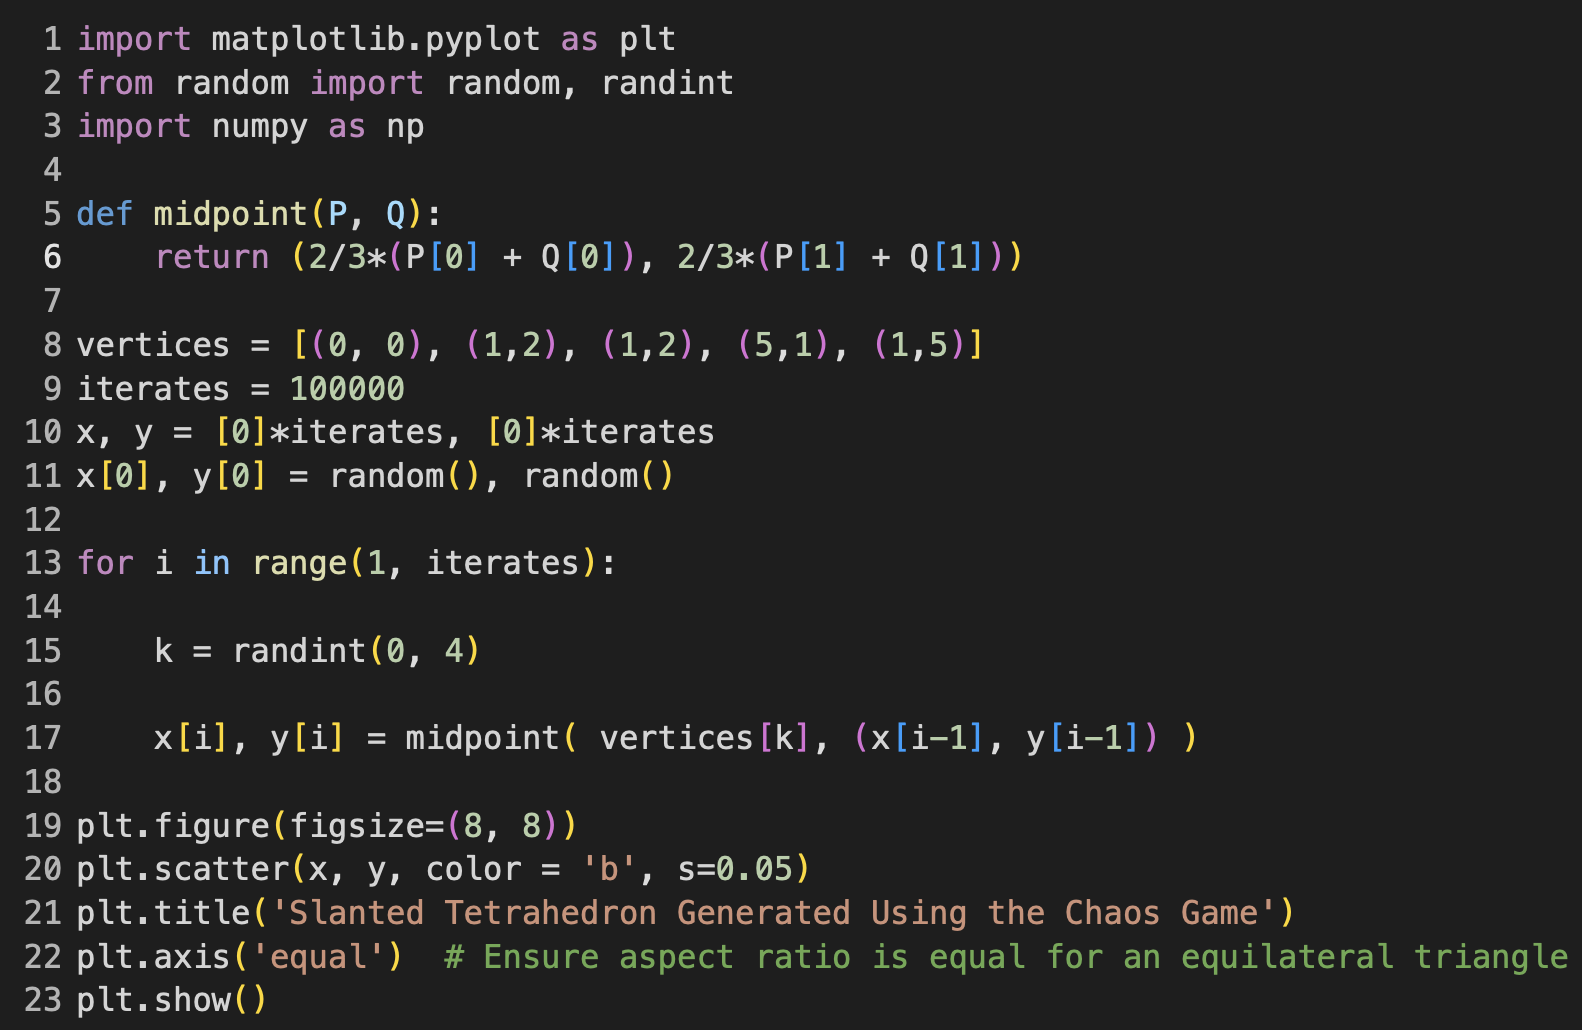 1 import matplotlib.pyplot as plt
2 from random import random, randint
3 import numpy as np
4
5 def midpoint(P, Q):
6     return (2/3*(P[0] + Q[0]), 2/3*(P[1] + Q[1]))
7
8 vertices = [(0, 0), (1,2), (1,2), (5,1), (1,5)]
9 iterates = 100000
10 x, y = [0]*iterates, [0]*iterates
11 x[0], y[0] = random(), random()
12
13 for i in range(1, iterates):
14
15     k = randint(0, 4)
16
17     x[i], y[i] = midpoint( vertices[k], (x[i-1], y[i-1]) )
18
19 plt.figure(figsize=(8, 8))
20 plt.scatter(x, y, color = 'b', s=0.05)
21 plt.title('Slanted Tetrahedron Generated Using the Chaos Game')
22 plt.axis('equal')  # Ensure aspect ratio is equal for an equilateral triangle
23 plt.show()